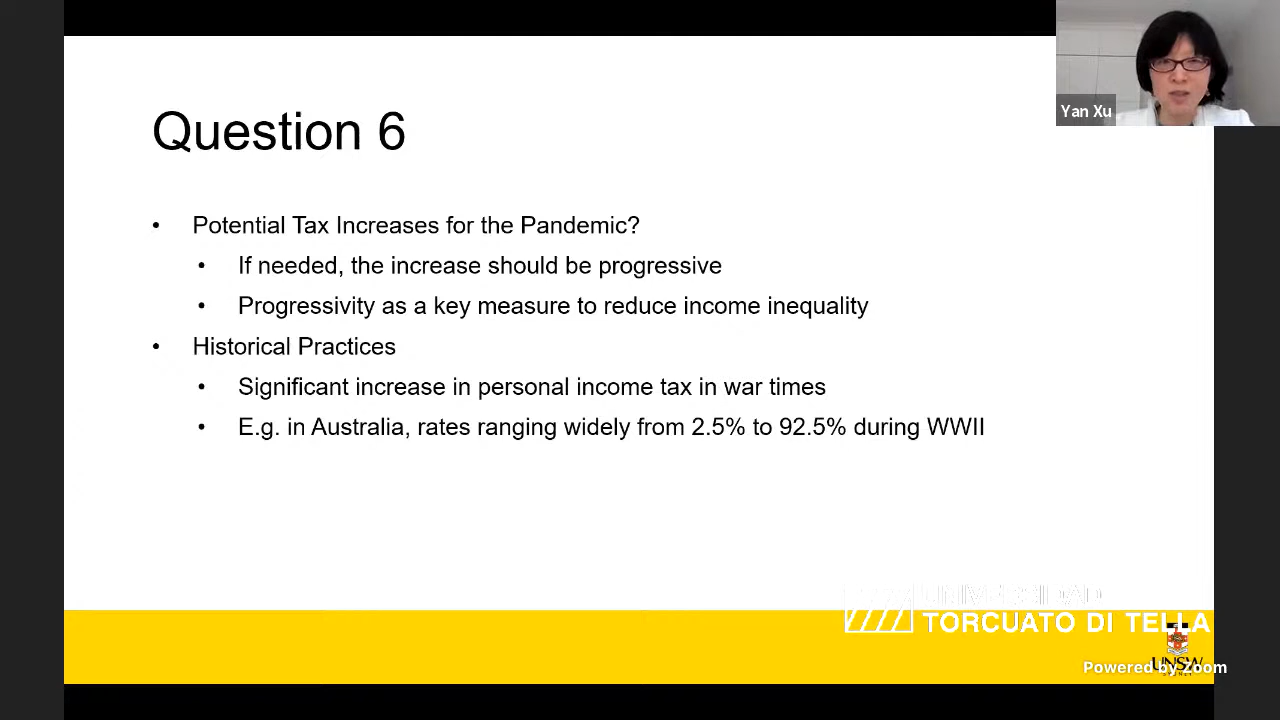 Yan Xu
Question 6
• Potential Tax Increases for the Pandemic?
• If needed, the increase should be progressive
• Progressivity as a key measure to reduce income inequality
• Historical Practices
• Significant increase in personal income tax in war times
• E.g. in Australia, rates ranging widely from 2.5% to 92.5% during WWII
UNIVERSIDAD
TORCUATO DI TELLA
UNSW
Powered by Zoom